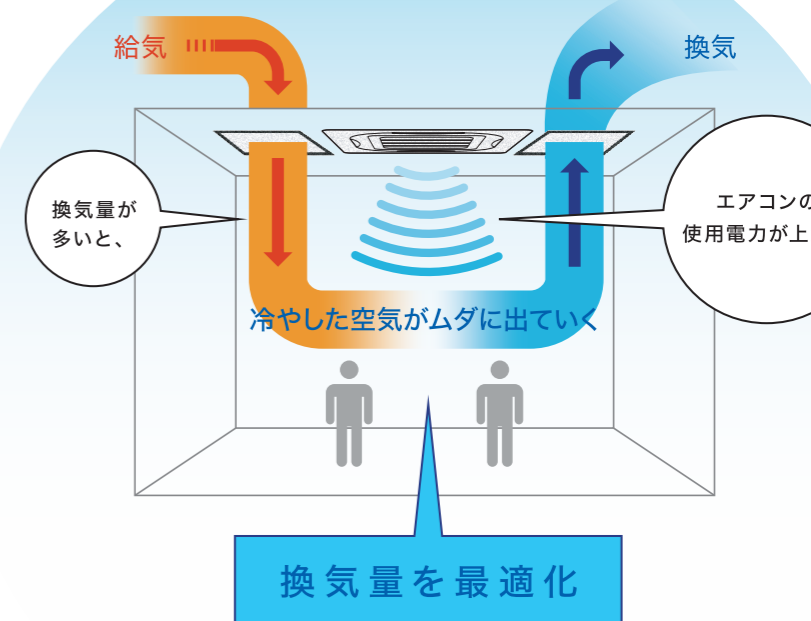 給気
換気
換気量が
多いと、
エアコンの
使用電力が上
冷やした空気がムダに出ていく
換気量を最適化